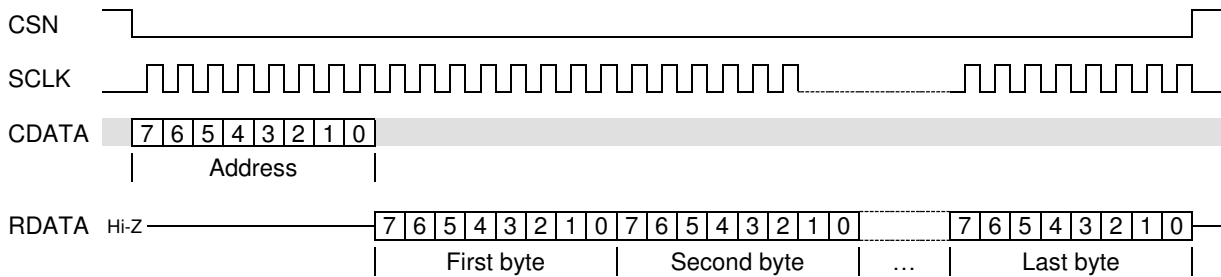 CSN
SCLK
CDATA 7 6 5 4 3 2 1 0
Address
RDATA Hi-Z 7 6 5 4 3 2 1 0 7 6 5 4 3 2 1 0 7 6 5 4 3 2 1 0
First byte Second byte … Last byte